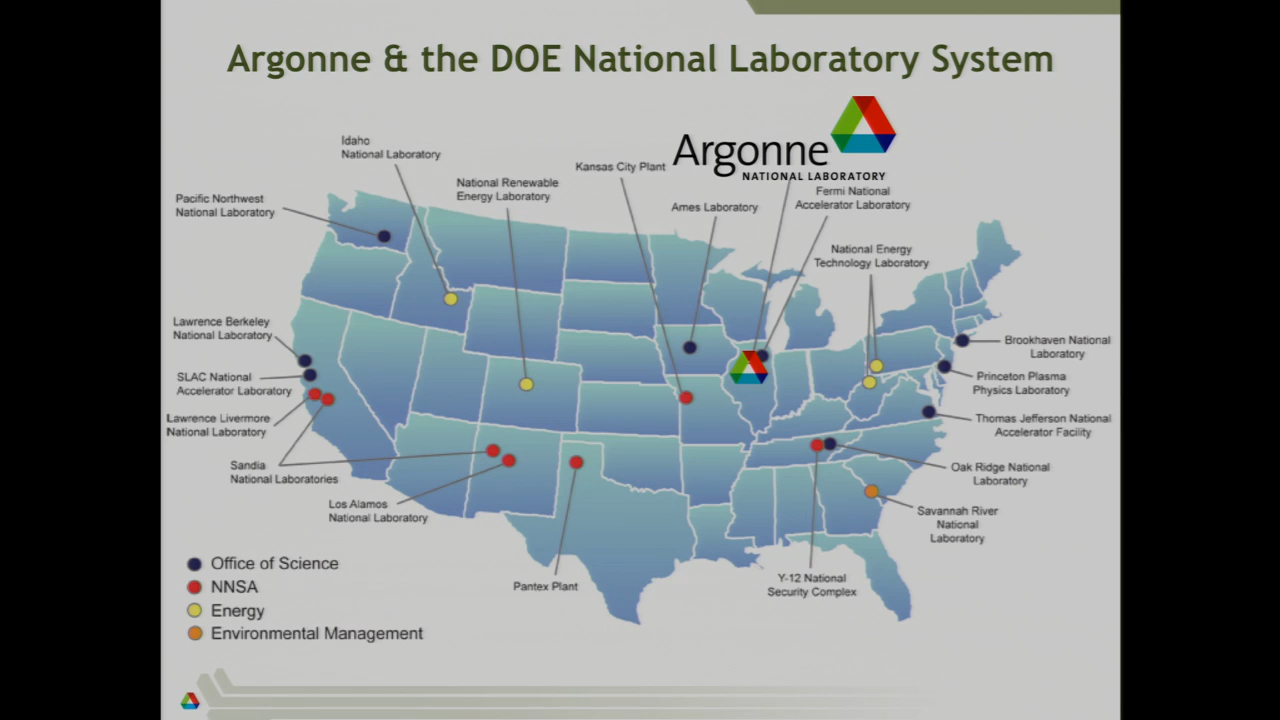 Argonne & the DOE National Laboratory System
Argonne
NATIONAL LABORATORY
Idaho
National Laboratory
Kansas City Plant
National Renewable
Energy Laboratory
Fermi National
Accelerator Laboratory
Pacific Northwest
National Laboratory
Ames Laboratory
National Energy
Technology Laboratory
Lawrence Berkeley
National Laboratory
Brookhaven National
Laboratory
SLAC National
Accelerator Laboratory
Princeton Plasma
Physics Laboratory
Lawrence Livermore
National Laboratory
Thomas Jefferson National
Accelerator Facility
Sandia
National Laboratories
Oak Ridge National
Laboratory
Los Alamos
National Laboratory
Savannah River
National
Laboratory
Pantex Plant
Y-12 National
Security Complex
Office of Science
NNSA
Energy
Environmental Management